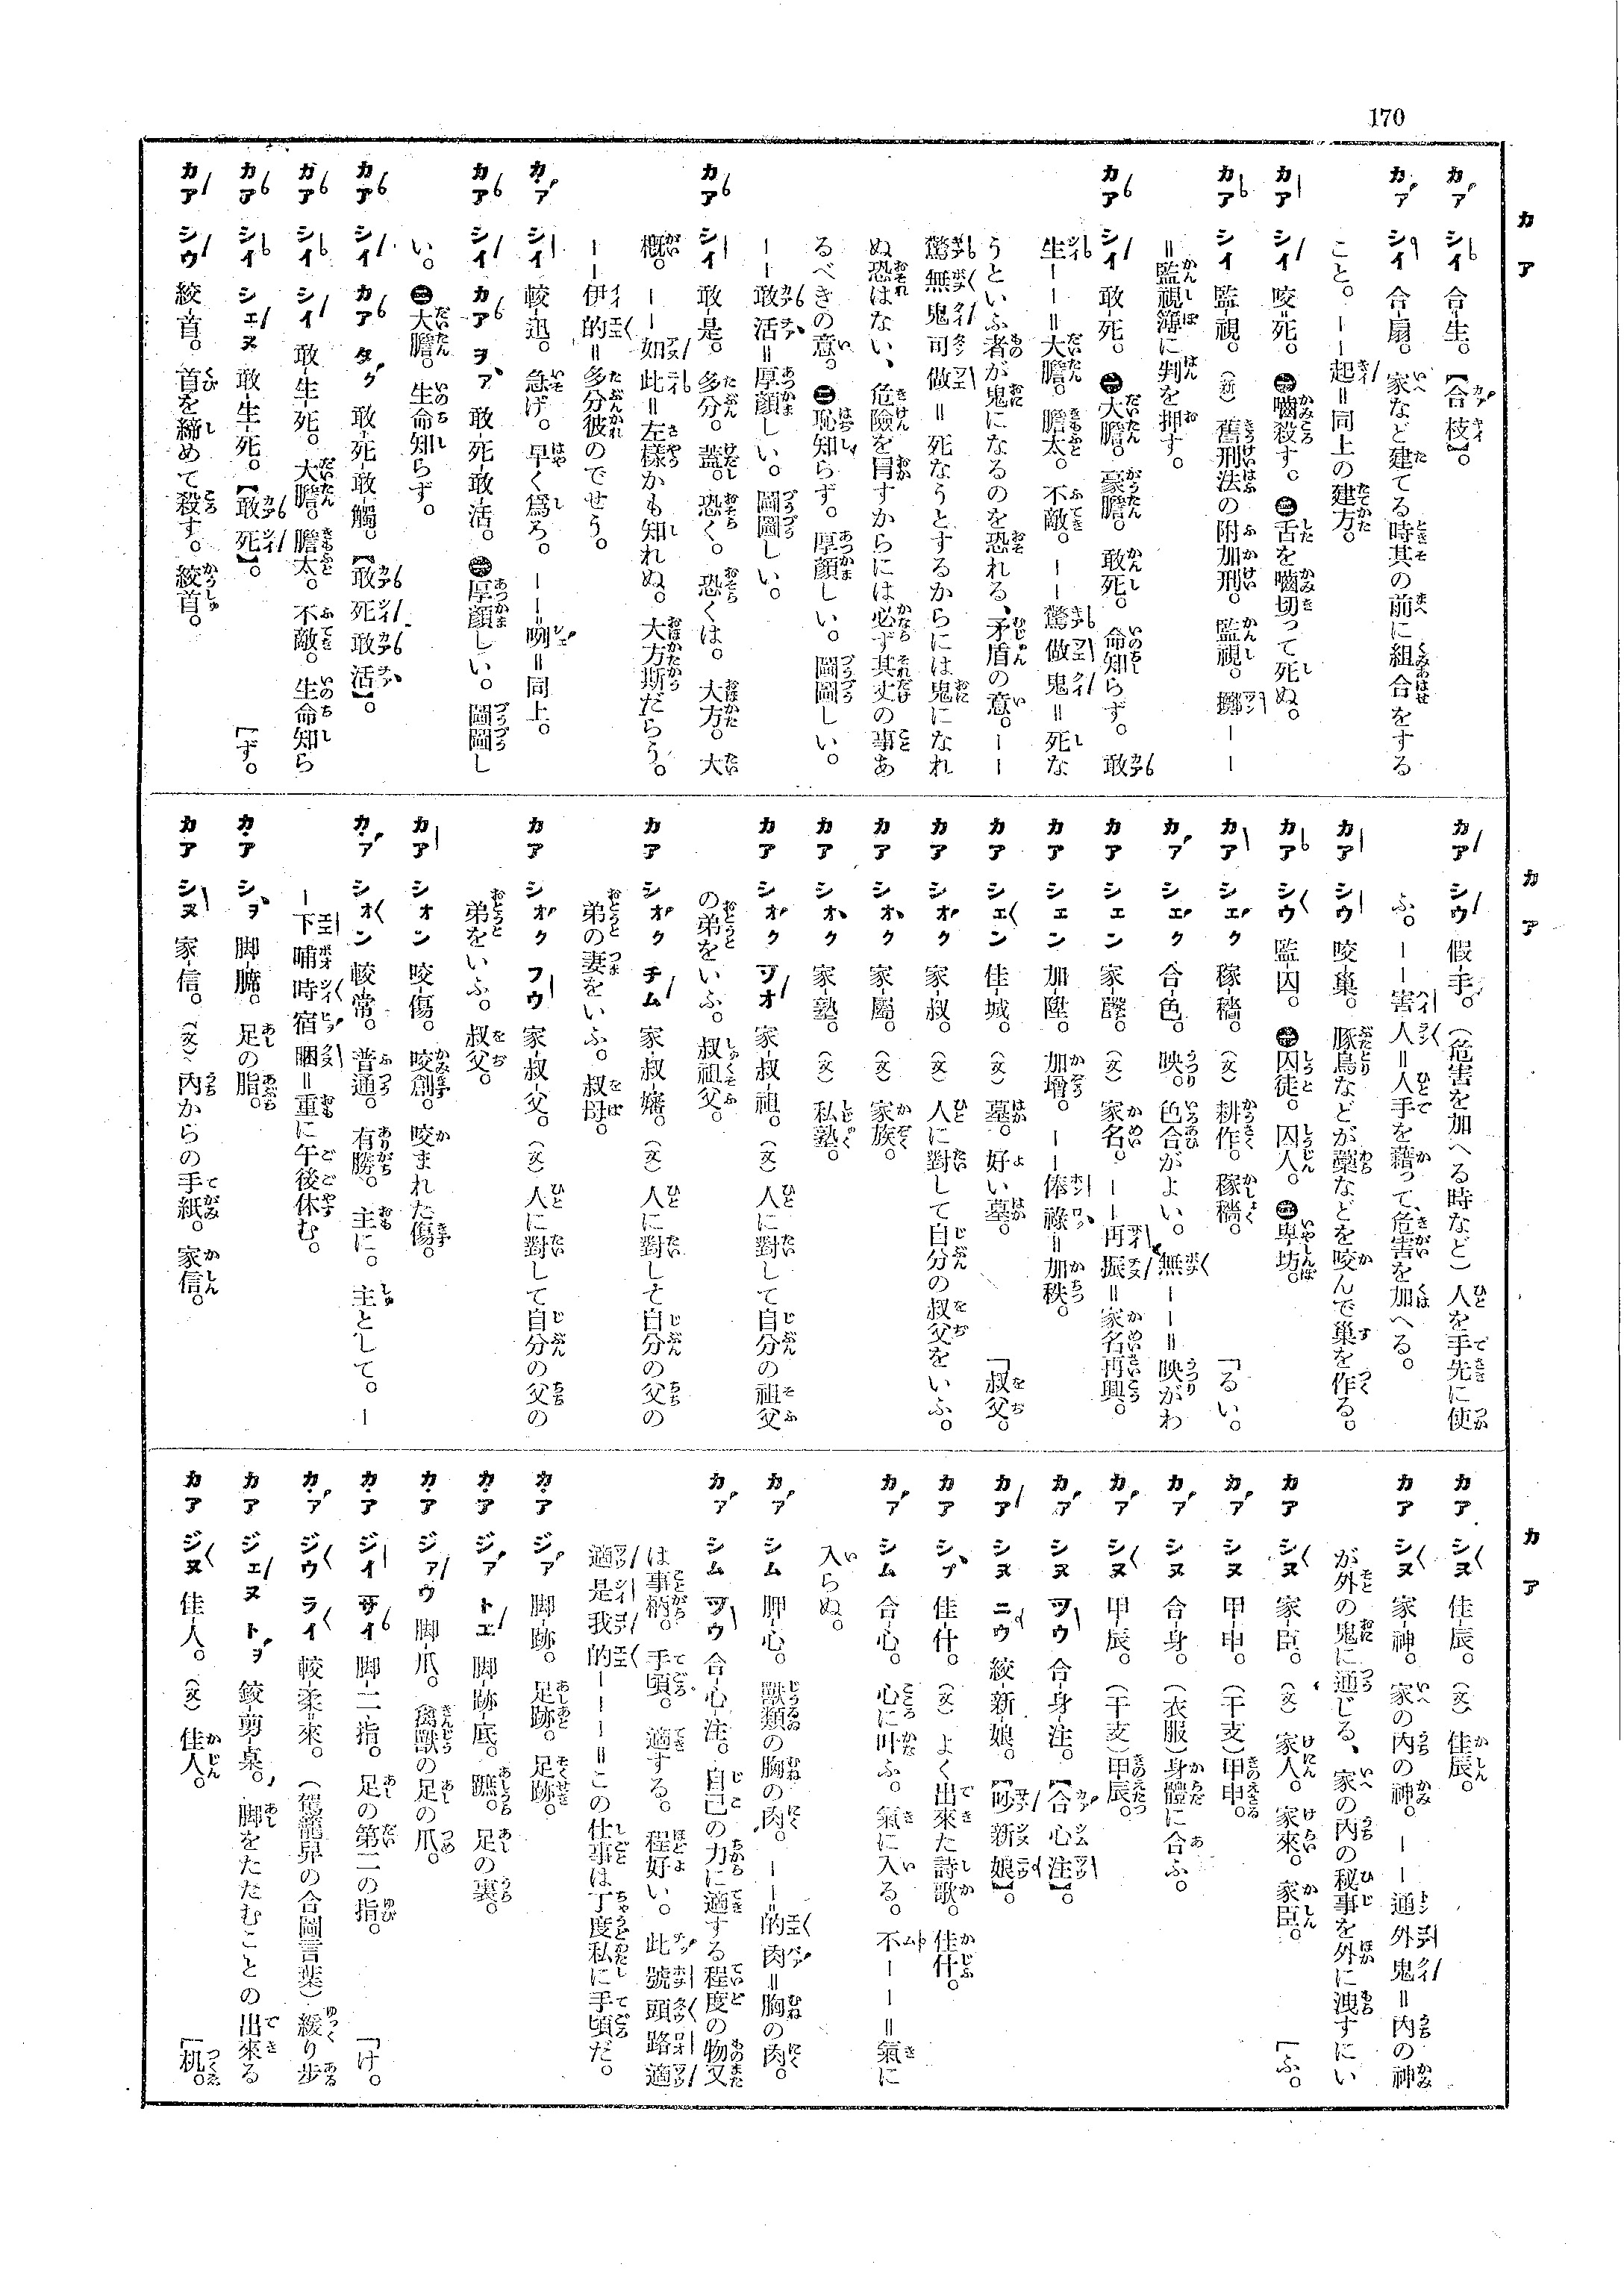 170
カア
カア シイ 合-生。【合枝】。
カア シイ 合-扇。 家など建てる時其の前に組合をする
こと。——起=同上の建方。
カア シイ 咬=死。 ㊀嚙殺す。㊁舌を嚙切って死ぬ。
カア シイ 監-視。（新）舊刑法の附加刑。監視。擲——
=監視簿に判を押す。
カア シイ 敢-死。㊀大膽。豪膽。敢死。命知らず。 敢
生——=大膽。膽太。不敵。——驚做鬼=死な
うといふ者が鬼になるのを恐れる、矛盾の意。——
驚無鬼司做=死なうとするからには鬼になれ
ぬ恐はない、危險を冐すからには必ず其丈の事あ
るべきの意。㊁恥知らず。厚顏しい。圖圖しい。
——敢活=厚顏しい。圖圖しい。
カア シイ 敢-是。多分。蓋。恐く。恐くは。大方。大
概。——如此=左樣かも知れぬ。大方斯だらう。
——伊的=多分彼のでせう。
カア シイ 較-迅。急げ。早く爲ろ。——咧=同上。
カア シイ カア ヲァ 敢-死-敢-活。㊀厚顏しい。圖圖し
い。㊁大膽。生命知らず。
カア シイ カア タク 敢-死-敢-觸。【敢死敢活】。
カア シイ シイ 敢-生-死。大膽。膽太。不敵。生命知ら
カア シイ シェヌ 敢-生-死。【敢死】。 「ず。
カア シウ 絞-首。首を締めて殺す。絞首。
カア
カア シウ 假-手。（危害を加へる時など）人を手先に使
ふ。——害人=人手を藉って、危害を加へる。
カア シウ 咬-巢。豚鳥などが藁などを咬んで巢を作る。
カア シウ 監-囚。㊀囚徒。囚人。㊁卑坊。
カア シェク 稼-穡。（文）耕作。稼穡。 「るい。
カア シェク 合-色。映。色合がよい。無——=映がわ
カア シェン 家-聲。（文）家名。——再振=家名再興。
カア シェン 加-陞。加增。——俸祿=加秩。
カア シェン 佳-城。（文）墓。好い墓。 「叔父。
カア シオク 家-叔。（文）人に對して自分の叔父をいふ。
カア シオク 家-屬。（文）家族。
カア シオク 家-塾。（文）私塾。
カア シオク ヲオ 家-叔-祖。（文）人に對して自分の祖父
の弟をいふ。叔祖父。
カア シオク チム 家-叔-嬸。（文）人に對して自分の父の
弟の妻をいふ。叔母。
カア シオク フウ 家-叔-父。（文）人に對して自分の父の
弟をいふ。叔父。
カア シオン 咬-傷。咬創。咬まれた傷。
カア シオン 較-常。普通。有勝。主に。主として。—
—下晡時宿睏=重に午後休む。
カア シヲ 脚-臊。足の脂。
カア シヌ 家-信。（文）內からの手紙。家信。
カア
カア シヌ 佳-辰。（文）佳辰。
カア シヌ 家-神。家の內の神。——通外鬼=內の神
が外の鬼に通じる、家の內の秘事を外に洩すにい
カア シヌ 家-臣。（文）家人。家來。家臣。 「ふ。
カア シヌ 甲-申。（干支）甲申。
カア シヌ 合-身。（衣服）身體に合ふ。
カア シヌ 甲-辰。（干支）甲辰。
カア シヌ ヲウ 合-身-注。【合心注】。
カア シヌ ニウ 絞-新-娘。【吵新娘】。
カア シプ 佳-什。（文）よく出來た詩歌。佳什。
カア シム 合-心。心に叶ふ。氣に入る。不——=氣に
入らぬ。
カア シム 胛-心。獸類の胸の肉。——的肉=胸の肉。
カア シム ヲウ 合-心-注。自己の力に適する程度の物又
は事柄。手頃。適する。程好い。此號頭路適
適是我的———=この仕事は丁度私に手頃だ。
カア ジア 脚-跡。足跡。足跡。
カア ジア トエ 脚-跡-底。蹠。足の裏。
カア ジァウ 脚-爪。禽獸の足の爪。
カア ジイ サイ 脚-二-指。足の第二の指。 「け。
カア ジウ ライ 較-柔=來。（駕籠舁の合圖言葉）緩り步
カア ジェヌ トヲ 鉸-剪-桌。脚をたたむことの出來る
カア ジヌ 佳-人。（文）佳人。 「机。